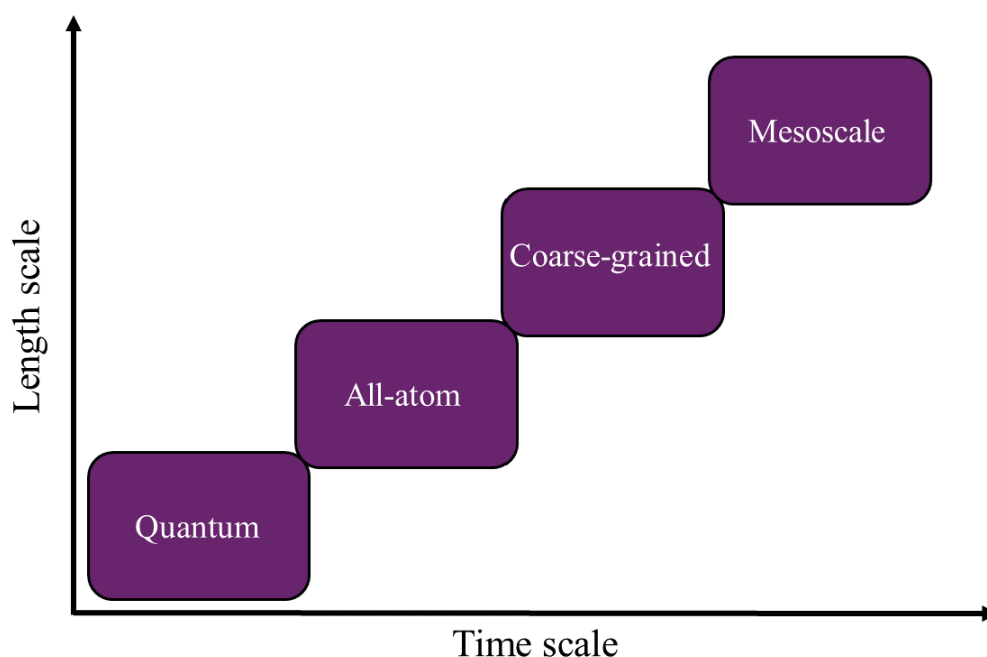 Mesoscale
Coarse-grained
All-atom
Quantum
Length scale
Time scale